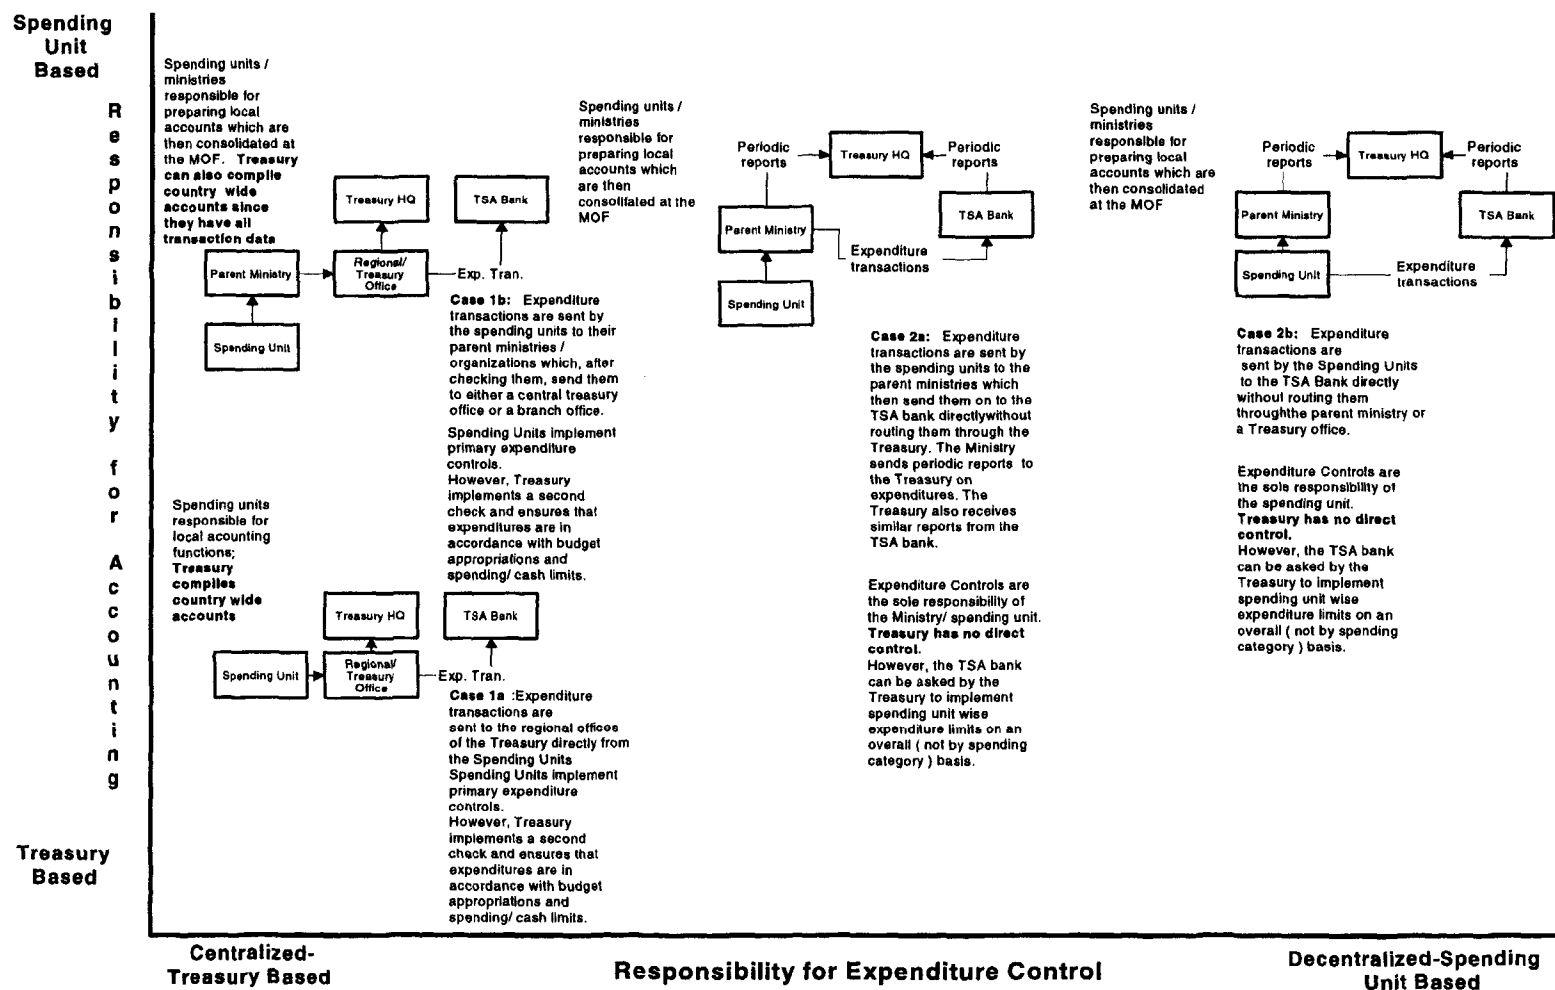 Spending
Unit
Based
Responsibility for Accounting
Treasury
Based
Spending units /
ministries
responsible for
preparing local
accounts which are
then consolidated at
the MOF. Treasury
can also compile
country wide
accounts since
they have all
transaction data
Treasury HQ
TSA Bank
Parent Ministry
Regional/
Treasury
Office
Exp. Tran.
Spending Unit
Case 1b: Expenditure
transactions are sent by
the spending units to their
parent ministries /
organizations which, after
checking them, send them
to either a central treasury
office or a branch office.
Spending Units implement
primary expenditure
controls.
However, Treasury
implements a second
check and ensures that
expenditures are in
accordance with budget
appropriations and
spending/ cash limits.
Spending units
responsible for
local acounting
functions;
Treasury
compiles
country wide
accounts
Treasury HQ
TSA Bank
Spending Unit
Regional/
Treasury
Office
Exp. Tran.
Case 1a :Expenditure
transactions are
sent to the regional offices
of the Treasury directly from
the Spending Units
Spending Units implement
primary expenditure
controls.
However, Treasury
implements a second
check and ensures that
expenditures are in
accordance with budget
appropriations and
spending/ cash limits.
Spending units /
ministries
responsible for
preparing local
accounts which
are then
consolifated at the
MOF
Periodic
reports
Treasury HQ
Periodic
reports
Parent Ministry
TSA Bank
Expenditure
transactions
Spending Unit
Case 2a: Expenditure
transactions are sent by
the spending units to the
parent ministries which
then send them on to the
TSA bank directlywithout
routing them through the
Treasury. The Ministry
sends periodic reports to
the Treasury on
expenditures. The
Treasury also receives
similar reports from the
TSA bank.
Expenditure Controls are
the sole responsibility of
the Ministry/ spending unit.
Treasury has no direct
control.
However, the TSA bank
can be asked by the
Treasury to implement
spending unit wise
expenditure limits on an
overall ( not by spending
category ) basis.
Spending units /
ministries
responsible for
preparing local
accounts which are
then consolidated
at the MOF
Periodic
reports
Treasury HQ
Periodic
reports
Parent Ministry
TSA Bank
Spending Unit
Expenditure
transactions
Case 2b: Expenditure
transactions are
sent by the Spending Units
to the TSA Bank directly
without routing them
throughthe parent ministry or
a Treasury office.
Expenditure Controls are
the sole responsibility of
the spending unit.
Treasury has no direct
control.
However, the TSA bank
can be asked by the
Treasury to implement
spending unit wise
expenditure limits on an
overall ( not by spending
category ) basis.
Centralized-
Treasury Based
Responsibility for Expenditure Control
Decentralized-Spending
Unit Based